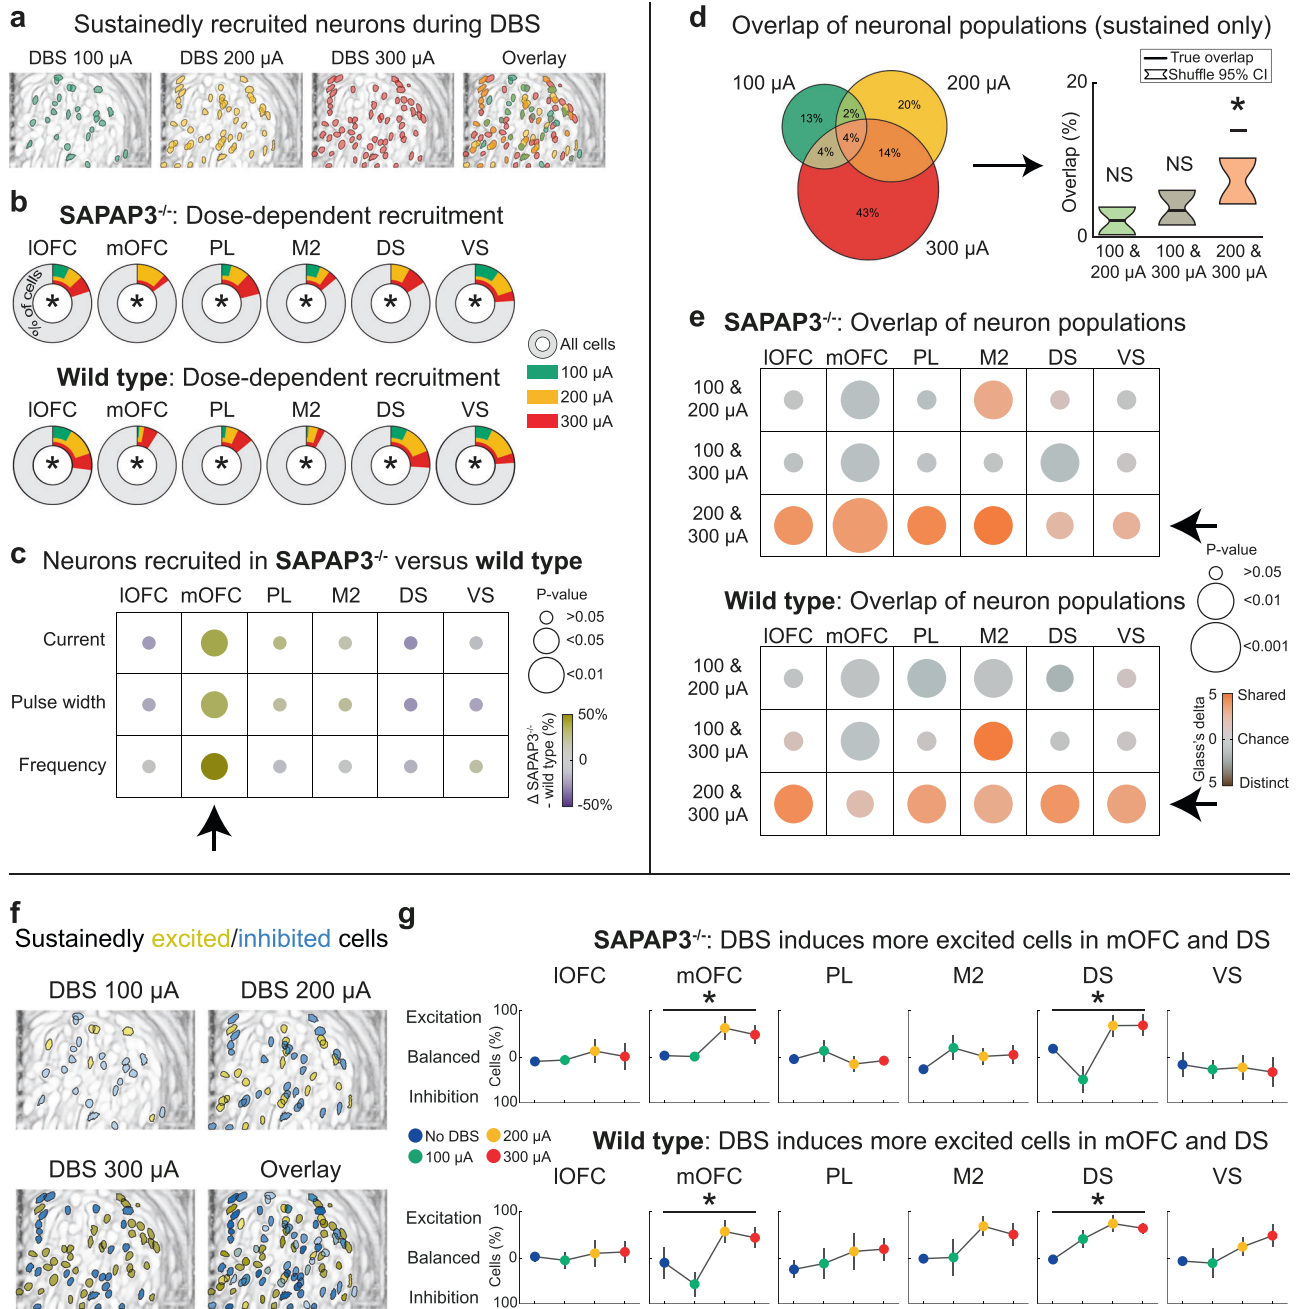 a
Sustainedly recruited neurons during DBS
DBS 100 µA
DBS 200 µA
DBS 300 µA
Overlay
b
SAPAP3-/-: Dose-dependent recruitment
lOFC
mOFC
PL
M2
DS
VS
% of cells
*
*
*
*
*
*
Wild type: Dose-dependent recruitment
lOFC
mOFC
PL
M2
DS
VS
*
*
*
*
*
*
All cells
100 µA
200 µA
300 µA
c
Neurons recruited in SAPAP3-/- versus wild type
lOFC
mOFC
PL
M2
DS
VS
Current
Pulse width
Frequency
P-value
>0.05
<0.05
<0.01
Δ SAPAP3-/-
- wild type (%)
50%
0
-50%
d
Overlap of neuronal populations (sustained only)
100 µA
200 µA
300 µA
13%
2%
20%
4%
4%
14%
43%
True overlap
Shuffle 95% CI
Overlap (%)
20
0
NS
NS
*
100 &
200 µA
100 &
300 µA
200 &
300 µA
e
SAPAP3-/-: Overlap of neuron populations
lOFC
mOFC
PL
M2
DS
VS
100 &
200 µA
100 &
300 µA
200 &
300 µA
P-value
>0.05
<0.01
<0.001
Wild type: Overlap of neuron populations
lOFC
mOFC
PL
M2
DS
VS
100 &
200 µA
100 &
300 µA
200 &
300 µA
Glass's delta
5
0
5
Shared
Chance
Distinct
f
Sustainedly excited/inhibited cells
DBS 100 µA
DBS 200 µA
DBS 300 µA
Overlay
g
SAPAP3-/-: DBS induces more excited cells in mOFC and DS
lOFC
mOFC
PL
M2
DS
VS
Excitation
Balanced
Inhibition
Cells (%)
100
0
100
*
*
No DBS
100 µA
200 µA
300 µA
Wild type: DBS induces more excited cells in mOFC and DS
lOFC
mOFC
PL
M2
DS
VS
Excitation
Balanced
Inhibition
Cells (%)
100
0
100
*
*